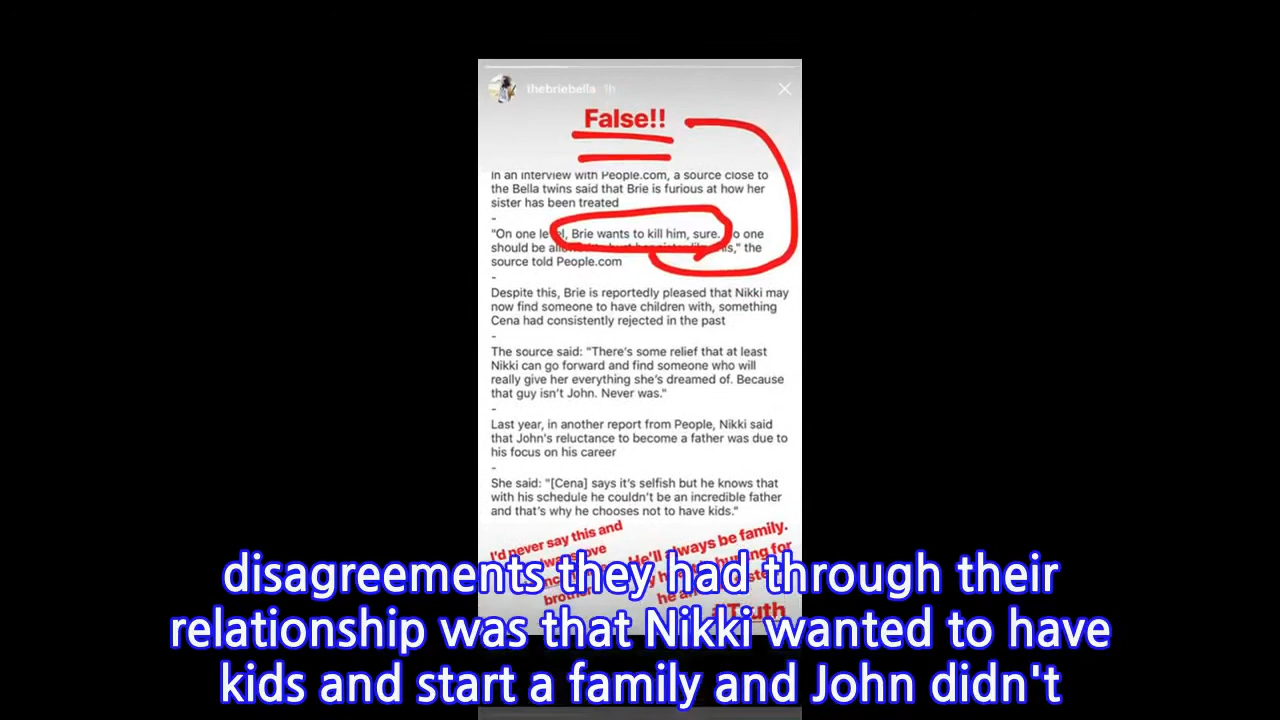 thebriebella 1h
False!!
In an interview with People.com, a source close to
the Bella twins said that Brie is furious at how her
sister has been treated
-
"On one level, Brie wants to kill him, sure. No one
should be
the
source told People.com
-
Despite this, Brie is reportedly pleased that Nikki may
now find someone to have children with, something
Cena had consistently rejected in the past
-
The source said: "There's some relief that at least
Nikki can go forward and find someone who will
really give her everything she's dreamed of. Because
that guy isn't John. Never was."
-
Last year, in another report from People, Nikki said
that John's reluctance to become a father was due to
his focus on his career
-
She said: "[Cena] says it's selfish but he knows that
with his schedule he couldn't be an incredible father
and that's why he chooses not to have kids."
I'd never say this and
love
He'll always be family.
for
he
Truth
disagreements they had through their
relationship was that Nikki wanted to have
kids and start a family and John didn't